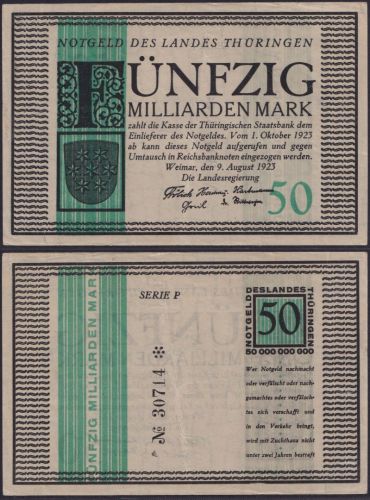 NOTGELD DES LANDES THÜRINGEN
FÜNFZIG
MILLIARDEN MARK
zahlt die Kasse der Thüringischen Staatsbank dem
Einlieferer des Notgeldes. Vom 1. Oktober 1923
ab kann dieses Notgeld aufgerufen und gegen
Umtausch in Reichsbanknoten eingezogen werden.
Weimar, den 9. August 1923
Die Landesregierung
50
FÜNFZIG MILLIARDEN MARK
SERIE P
№ 30714 *
NOTGELD
DES LANDES
THÜRINGEN
50
50 000 000 000
Wer Notgeld nachmacht
oder verfälscht oder nach-
gemachtes oder verfälsch-
tes sich verschafft und
in den Verkehr bringt,
wird mit Zuchthaus nicht
unter zwei Jahren bestraft